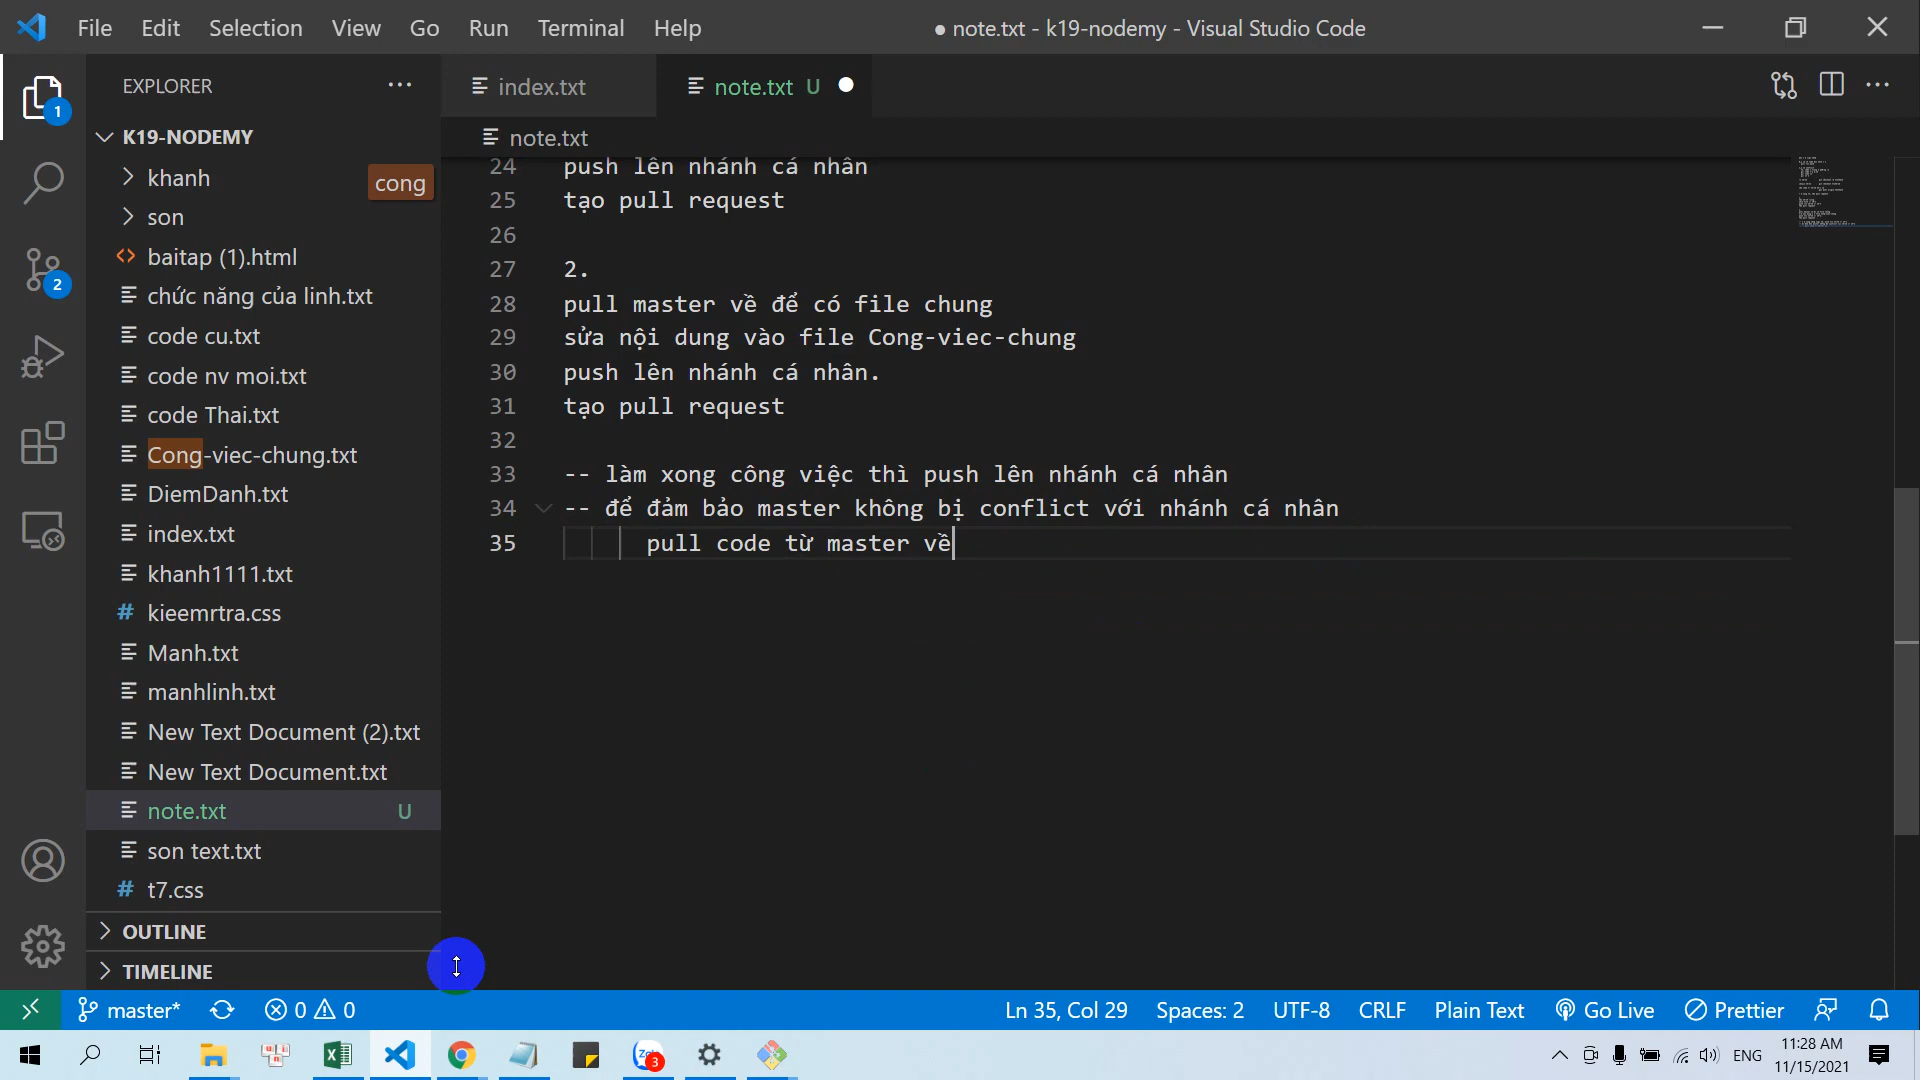 File Edit Selection View Go Run Terminal Help
● note.txt - k19-nodemy - Visual Studio Code
EXPLORER
index.txt
note.txt U
1
K19-NODEMY
note.txt
khanh
cong
son
baitap (1).html
chức năng của linh.txt
code cu.txt
code nv moi.txt
code Thai.txt
Cong-viec-chung.txt
DiemDanh.txt
index.txt
khanh1111.txt
kieemrtra.css
Manh.txt
manhlinh.txt
New Text Document (2).txt
New Text Document.txt
note.txt U
son text.txt
t7.css
OUTLINE
TIMELINE
2
24 push lên nhánh cá nhân
25 tạo pull request
26
27 2.
28 pull master về để có file chung
29 sửa nội dung vào file Cong-viec-chung
30 push lên nhánh cá nhân.
31 tạo pull request
32
33 -- làm xong công việc thì push lên nhánh cá nhân
34 -- để đảm bảo master không bị conflict với nhánh cá nhân
35 pull code từ master về
master* 0 0
Ln 35, Col 29 Spaces: 2 UTF-8 CRLF Plain Text Go Live Prettier
3
ENG
11:28 AM
11/15/2021